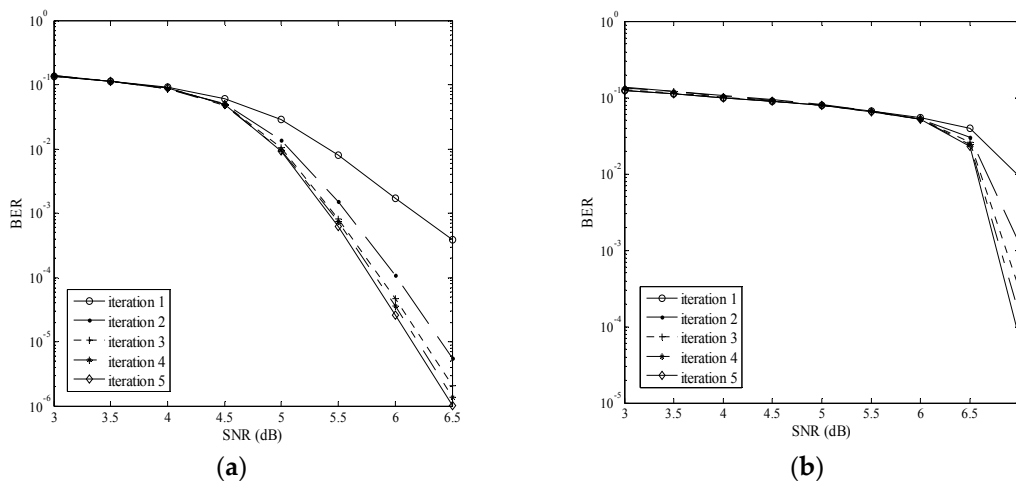 10^0
10^-1
10^-2
10^-3
10^-4
10^-5
10^-6
BER
iteration 1
iteration 2
iteration 3
iteration 4
iteration 5
3 3.5 4 4.5 5 5.5 6 6.5
SNR (dB)
(a)
10^0
10^-1
10^-2
10^-3
10^-4
10^-5
BER
iteration 1
iteration 2
iteration 3
iteration 4
iteration 5
3 3.5 4 4.5 5 5.5 6 6.5
SNR (dB)
(b)